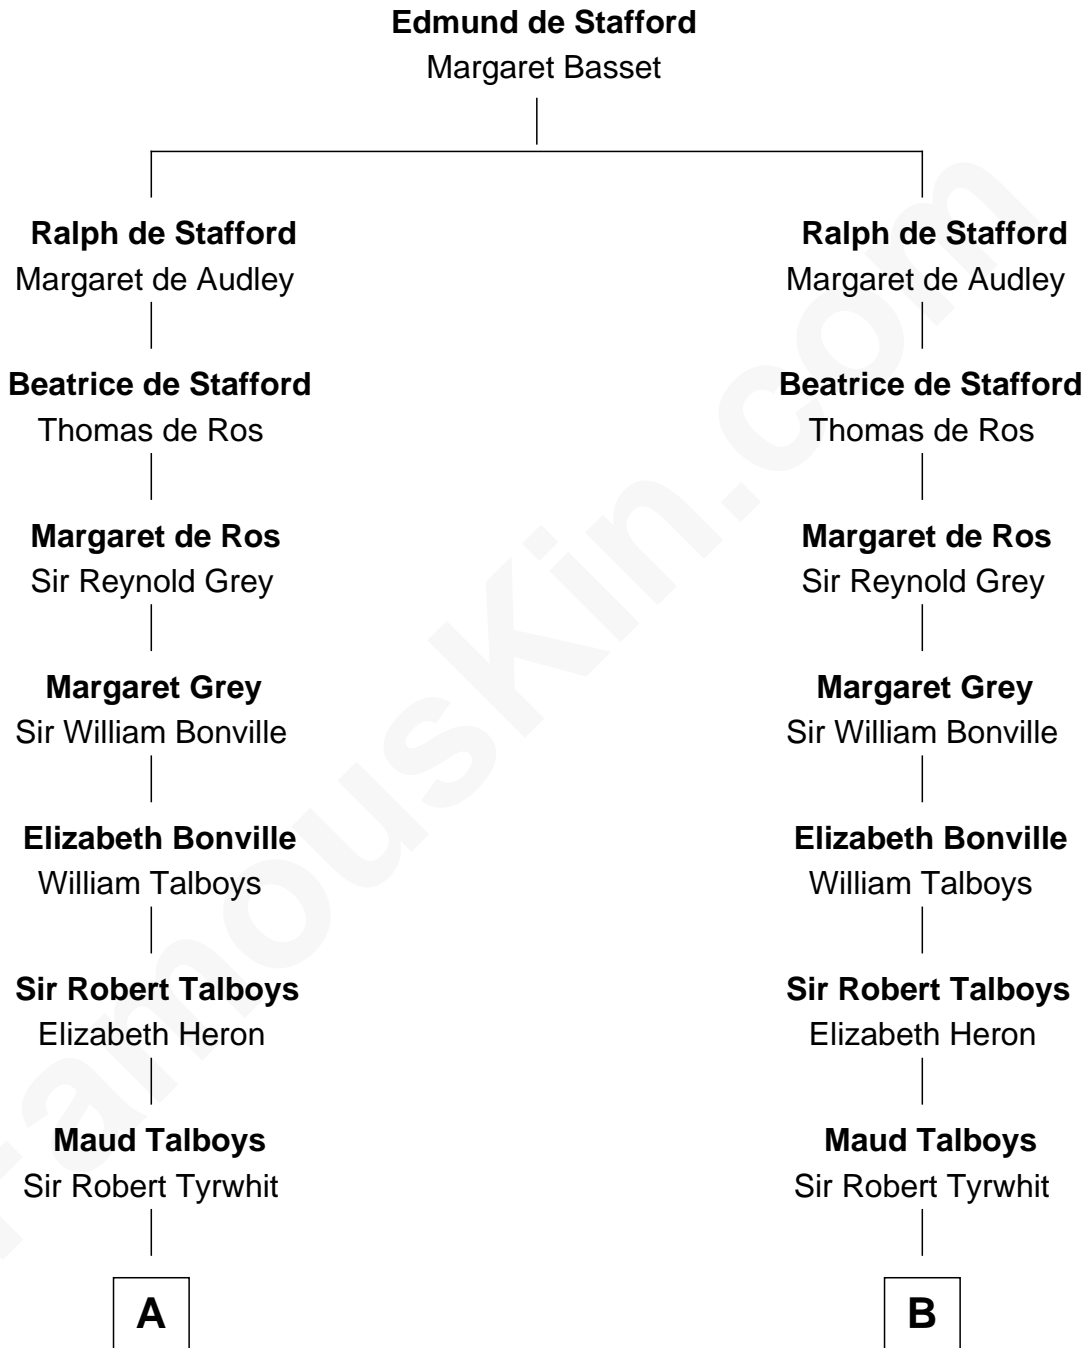 Edmund de Stafford
Margaret Basset
Ralph de Stafford
Margaret de Audley
Beatrice de Stafford
Thomas de Ros
Margaret de Ros
Sir Reynold Grey
Margaret Grey
Sir William Bonville
Elizabeth Bonville
William Talboys
Sir Robert Talboys
Elizabeth Heron
Maud Talboys
Sir Robert Tyrwhit
A
Ralph de Stafford
Margaret de Audley
Beatrice de Stafford
Thomas de Ros
Margaret de Ros
Sir Reynold Grey
Margaret Grey
Sir William Bonville
Elizabeth Bonville
William Talboys
Sir Robert Talboys
Elizabeth Heron
Maud Talboys
Sir Robert Tyrwhit
B
FamousKin.com